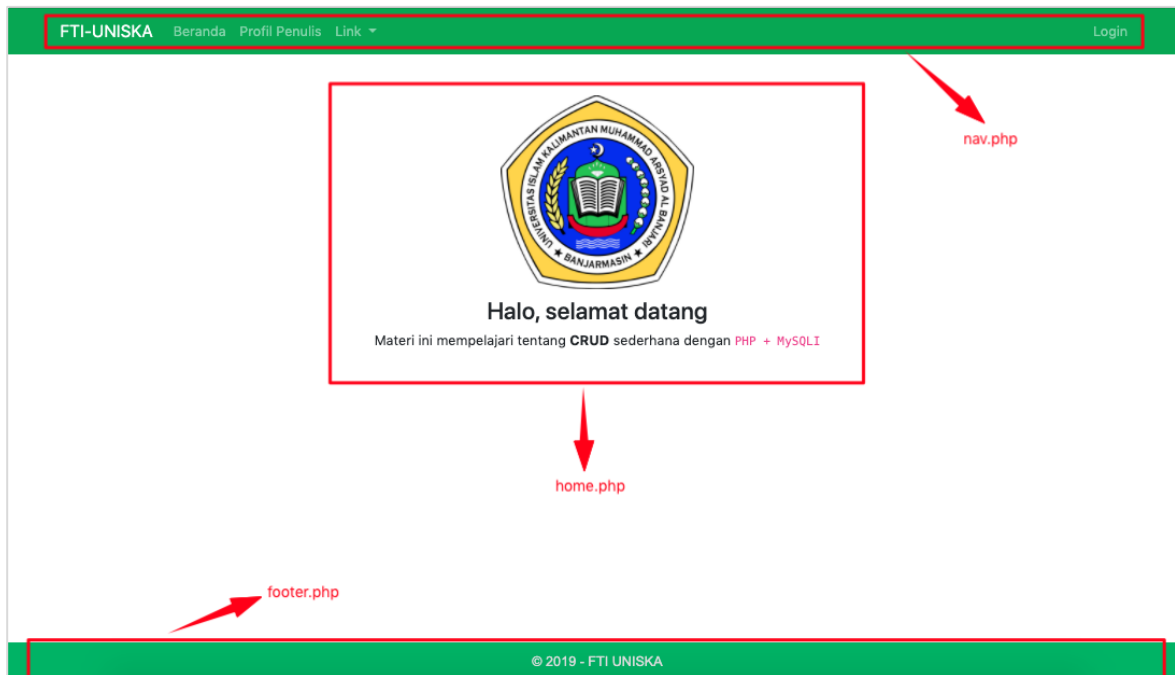 FTI-UNISKA Beranda Profil Penulis Link Login
nav.php
UNIVERSITAS ISLAM KALIMANTAN MUHAMMAD ARSYAD AL BANJARI
BANJARMASIN
Halo, selamat datang
Materi ini mempelajari tentang CRUD sederhana dengan PHP + MySQLI
home.php
footer.php
© 2019 - FTI UNISKA